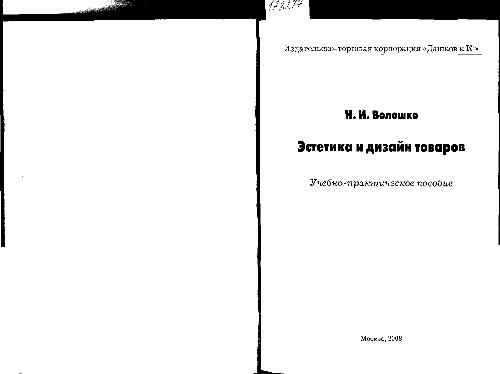 Издательско-торговая корпорация «Дашков и К°»
Н. И. Волошко
Эстетика и дизайн товаров
Учебно-практическое пособие
Москва, 2008